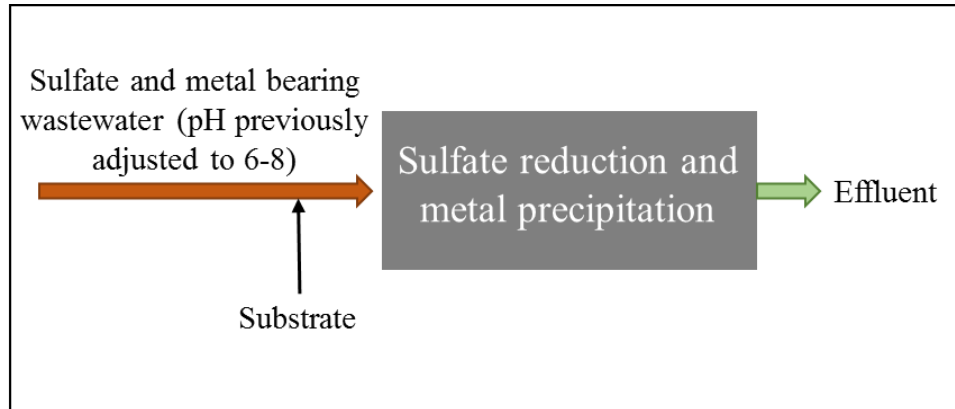 Sulfate and metal bearing
wastewater (pH previously
adjusted to 6-8)
Sulfate reduction and
metal precipitation
Effluent
Substrate